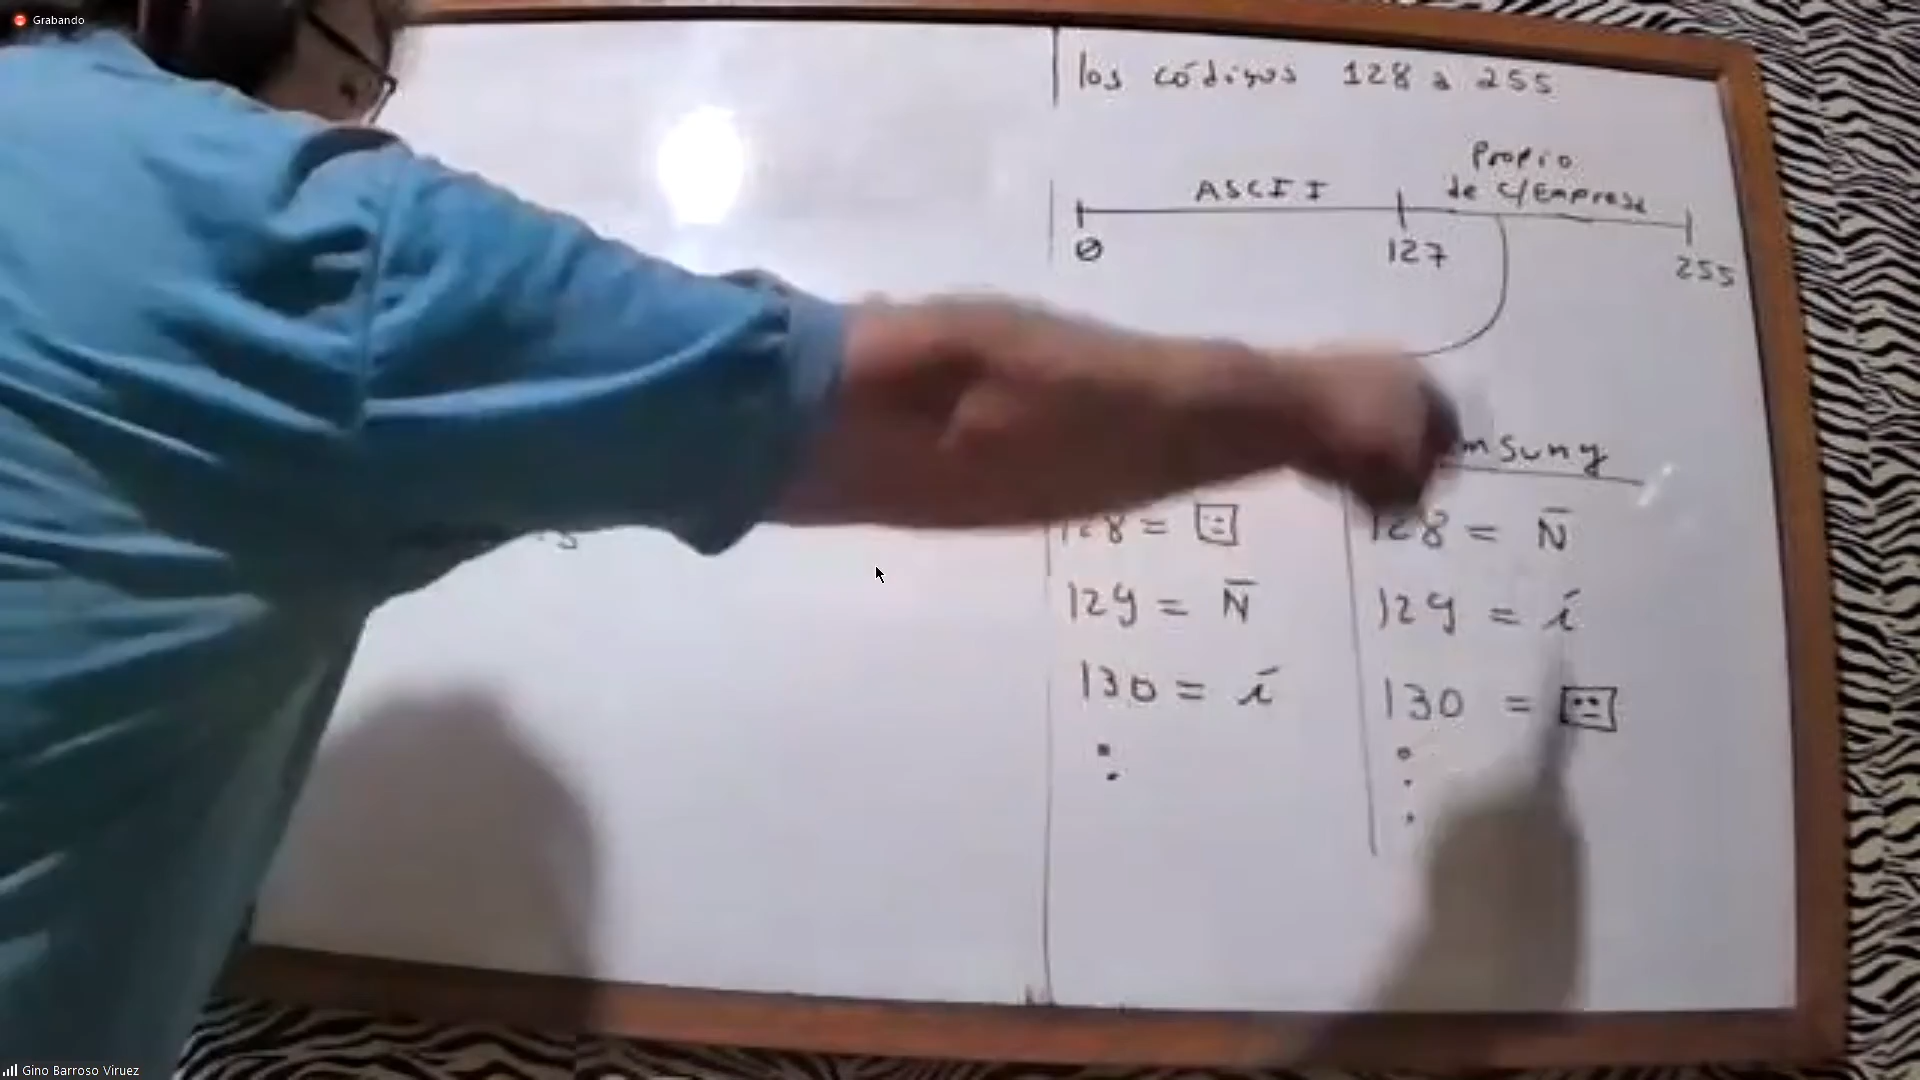 Grabando
los códigos 128 a 255
Propio
ASCII
de c/Empresa
0
127
255
msung
128 =
128 = Ñ
129 = Ñ
129 = í
130 = í
130 =
Gino Barroso Viruez